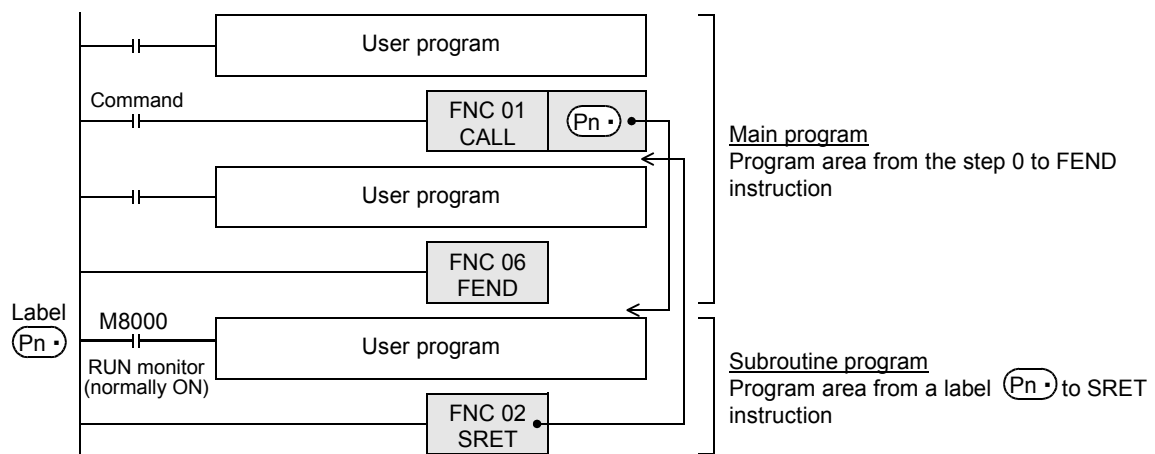 User program
Command
FNC 01
CALL
Pn •
Main program
Program area from the step 0 to FEND
instruction
User program
FNC 06
FEND
Label
Pn •
M8000
RUN monitor
(normally ON)
User program
Subroutine program
Program area from a label Pn • to SRET
instruction
FNC 02
SRET